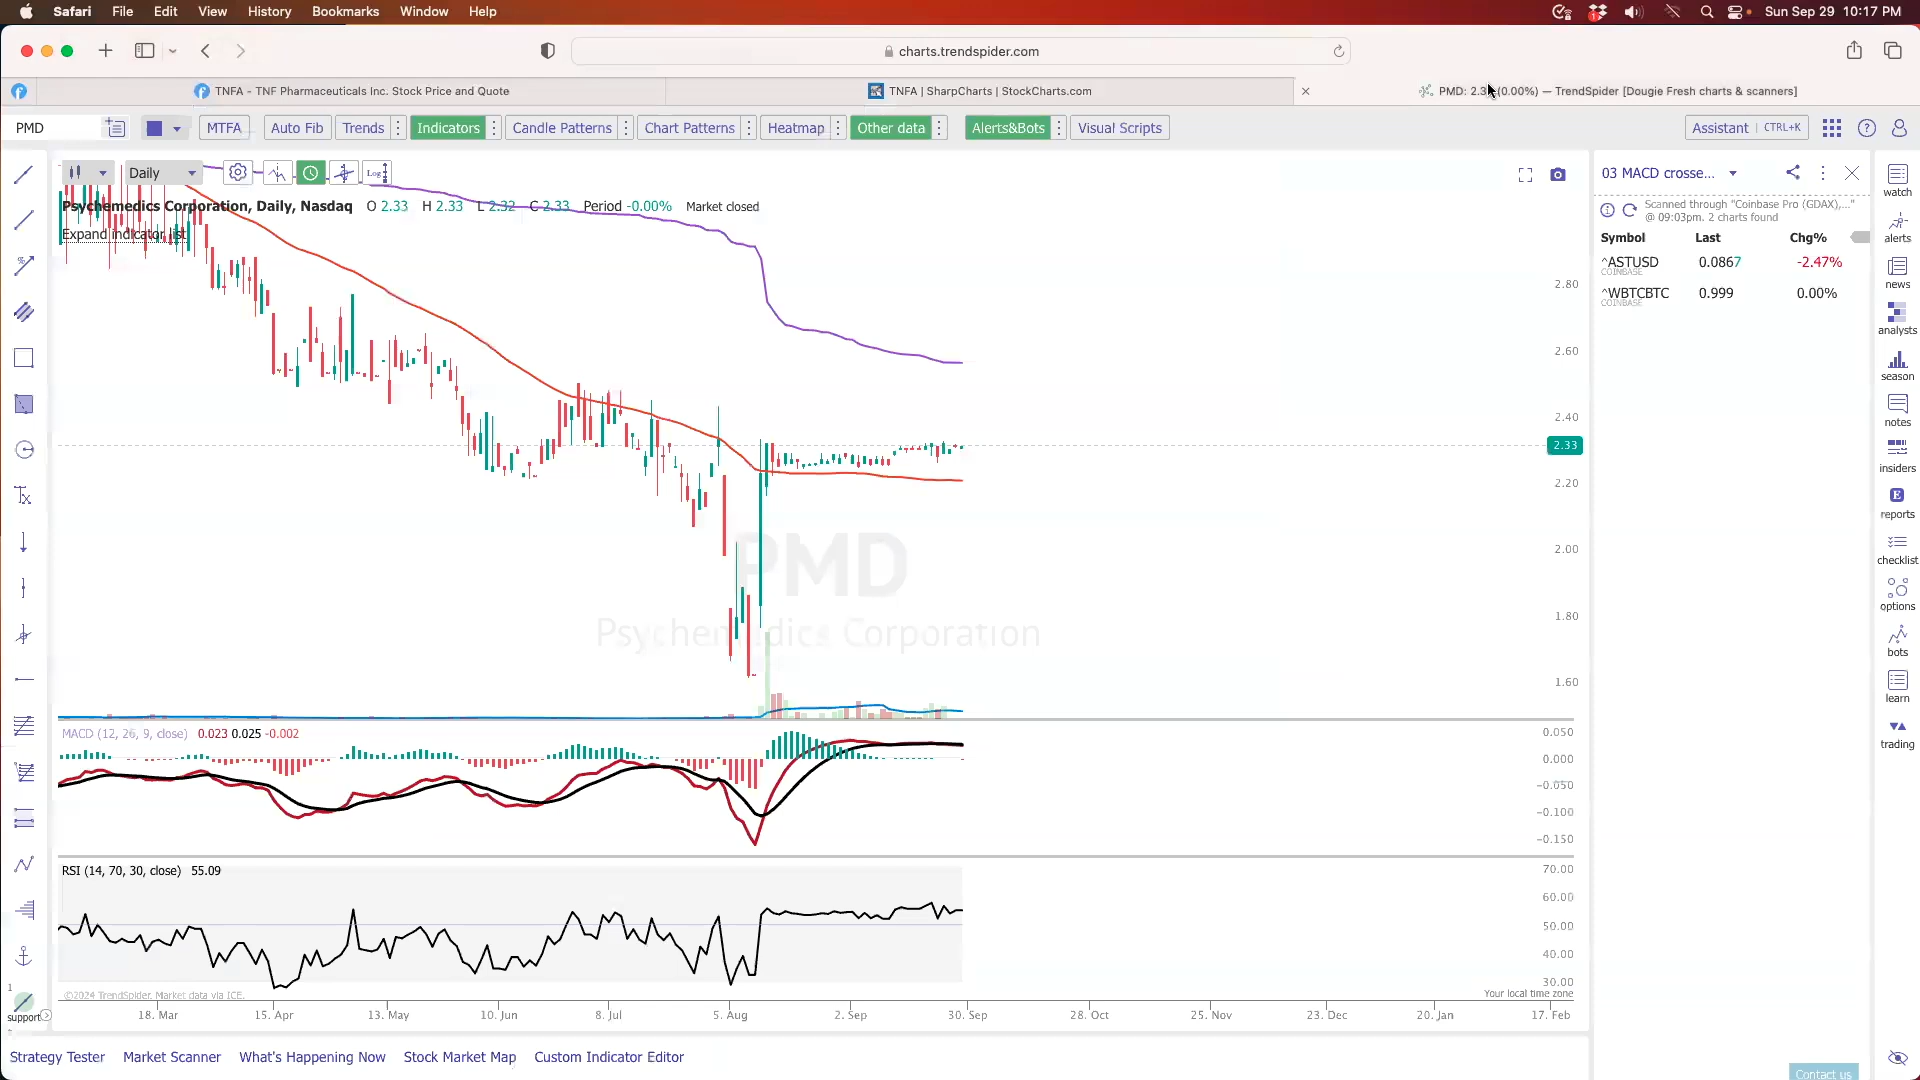 Safari File Edit View History Bookmarks Window Help
1
Sun Sep 29 10:17 PM
charts.trendspider.com
TNFA - TNF Pharmaceuticals Inc. Stock Price and Quote
TNFA | SharpCharts | StockCharts.com
PMD: 2.3 (0.00%) — TrendSpider [Dougie Fresh charts & scanners]
PMD
MTFA
Auto Fib
Trends
Indicators
Candle Patterns
Chart Patterns
Heatmap
Other data
Alerts&Bots
Visual Scripts
Assistant CTRL+K
Daily
Log
Psychemedics Corporation, Daily, Nasdaq O 2.33 H 2.33 L 2.32 C 2.33 Period -0.00% Market closed
Expand indicator list
2.80
2.60
2.40
2.33
2.20
2.00
1.80
1.60
PMD
Psychemedics Corporation
MACD (12, 26, 9, close) 0.023 0.025 -0.002
0.050
0.000
−0.050
−0.100
−0.150
RSI (14, 70, 30, close) 55.09
70.00
60.00
50.00
40.00
30.00
©2024 TrendSpider. Market data via ICE.
Your local time zone
18. Mar
15. Apr
13. May
10. Jun
8. Jul
5. Aug
2. Sep
30. Sep
28. Oct
25. Nov
23. Dec
20. Jan
17. Feb
1
support
Strategy Tester
Market Scanner
What's Happening Now
Stock Market Map
Custom Indicator Editor
03 MACD crosse...
Scanned through "Coinbase Pro (GDAX),..."
@ 09:03pm. 2 charts found
Symbol Last Chg%
^ASTUSD 0.0867 -2.47%
COINBASE
^WBTCBTC 0.999 0.00%
COINBASE
watch
alerts
news
analysts
season
notes
insiders
E
reports
checklist
options
bots
learn
trading
Contact us